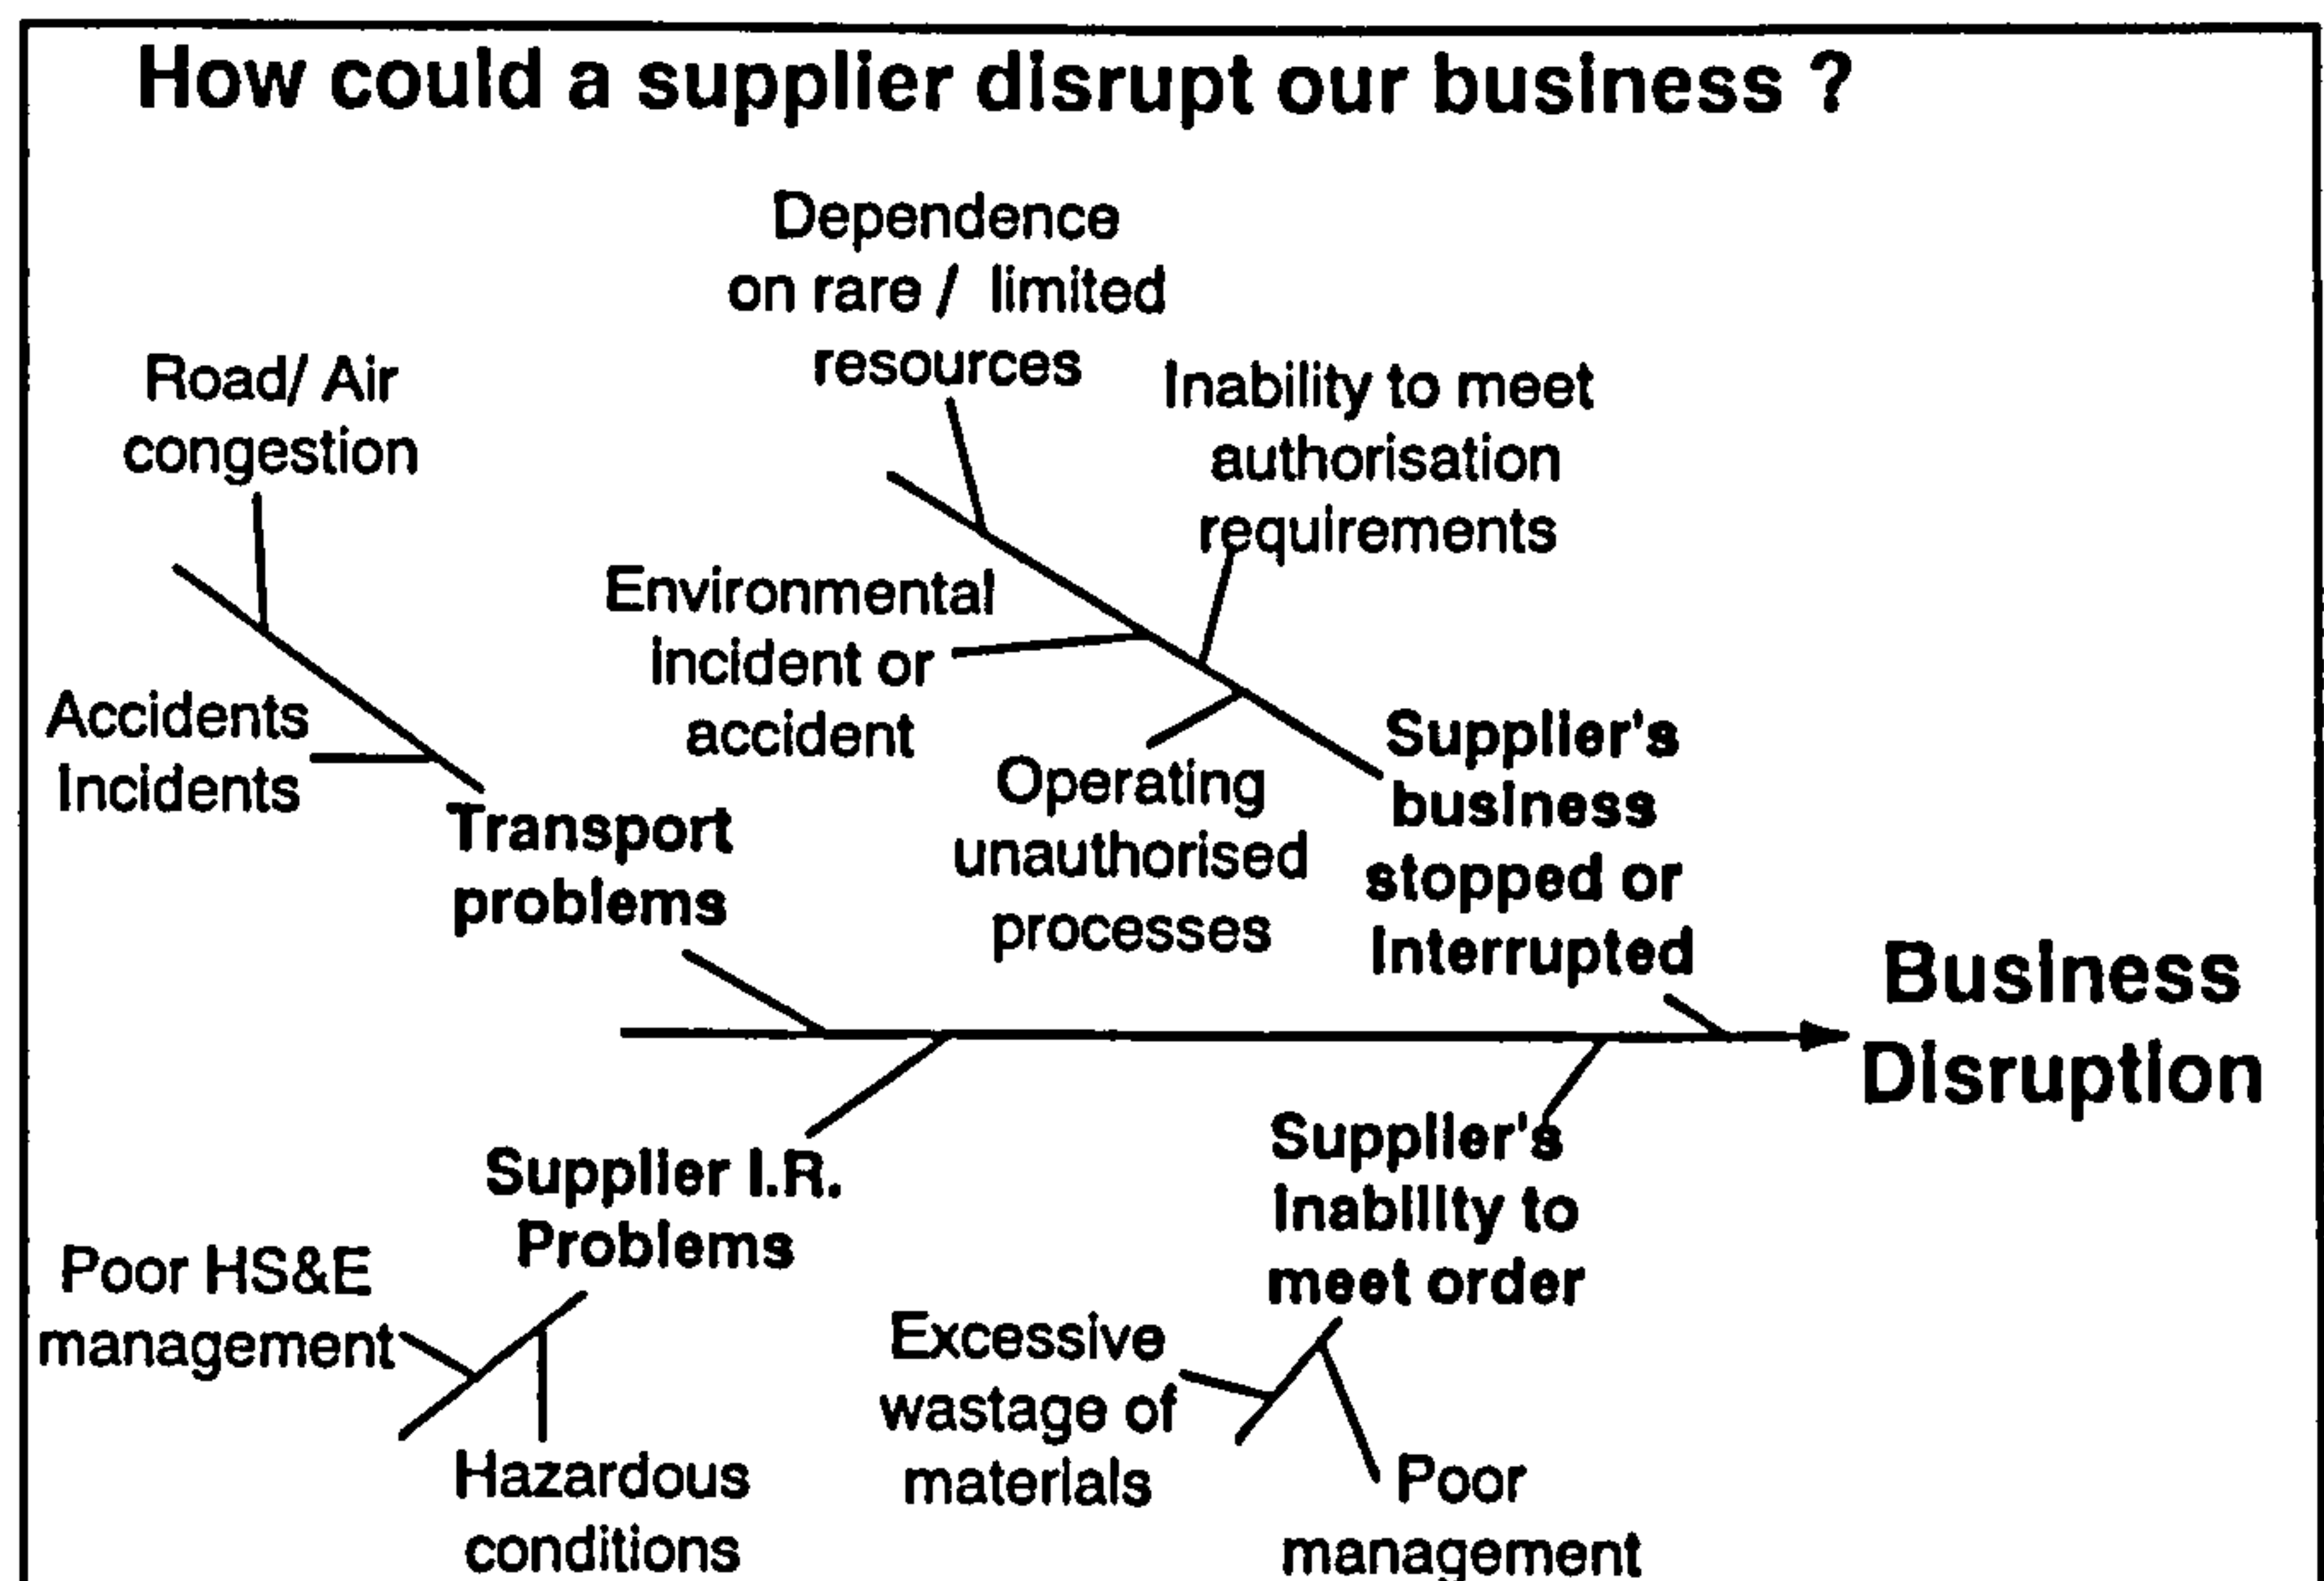 How could a supplier disrupt our business ?
Dependence
on rare / limited
resources
Road/ Air
congestion
Inability to meet
authorisation
requirements
Environmental
incident or
accident
Accidents
Incidents
Operating
unauthorised
processes
Supplier's
business
stopped or
Interrupted
Transport
problems
Business
Disruption
Supplier I.R.
Problems
Supplier's
inability to
meet order
Poor HS&E
management
Hazardous
conditions
Excessive
wastage of
materials
Poor
management